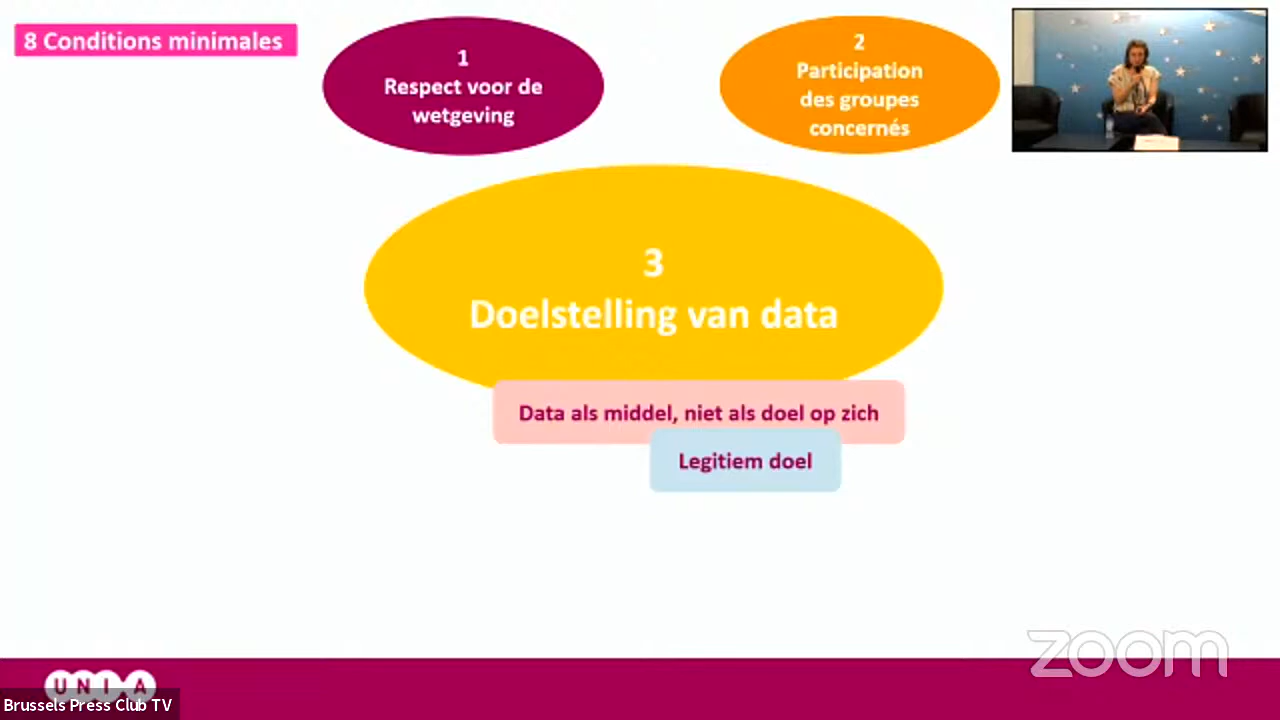 8 Conditions minimales
1
Respect voor de
wetgeving
2
Participation
des groupes
concernés
3
Doelstelling van data
Data als middel, niet als doel op zich
Legitiem doel
zoom
UNIA
Brussels Press Club TV